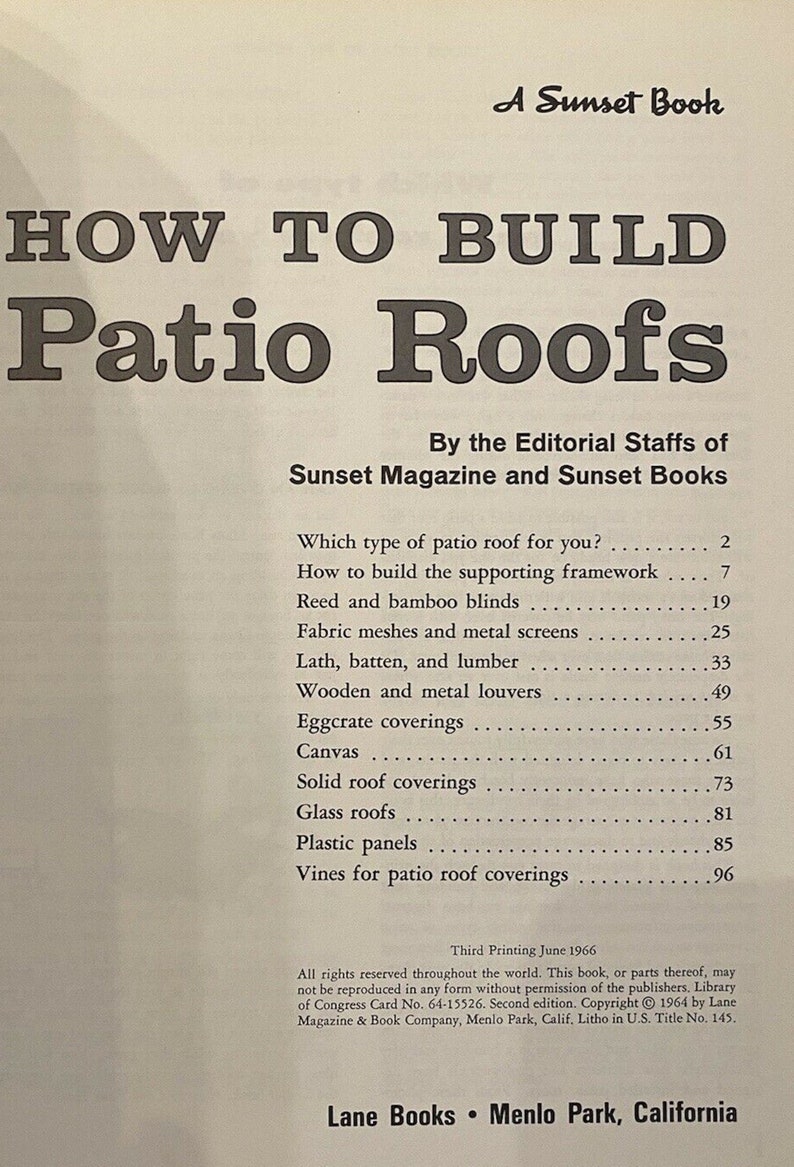 A Sunset Book
HOW TO BUILD
Patio Roofs
By the Editorial Staffs of
Sunset Magazine and Sunset Books
Which type of patio roof for you? ......... 2
How to build the supporting framework .... 7
Reed and bamboo blinds ................19
Fabric meshes and metal screens ...........25
Lath, batten, and lumber ................33
Wooden and metal louvers ..............49
Eggcrate coverings .....................55
Canvas ..............................61
Solid roof coverings ....................73
Glass roofs ...........................81
Plastic panels .........................85
Vines for patio roof coverings ............96
Third Printing June 1966
All rights reserved throughout the world. This book, or parts thereof, may
not be reproduced in any form without permission of the publishers. Library
of Congress Card No. 64-15526. Second edition. Copyright © 1964 by Lane
Magazine & Book Company, Menlo Park, Calif. Litho in U.S. Title No. 145.
Lane Books • Menlo Park, California